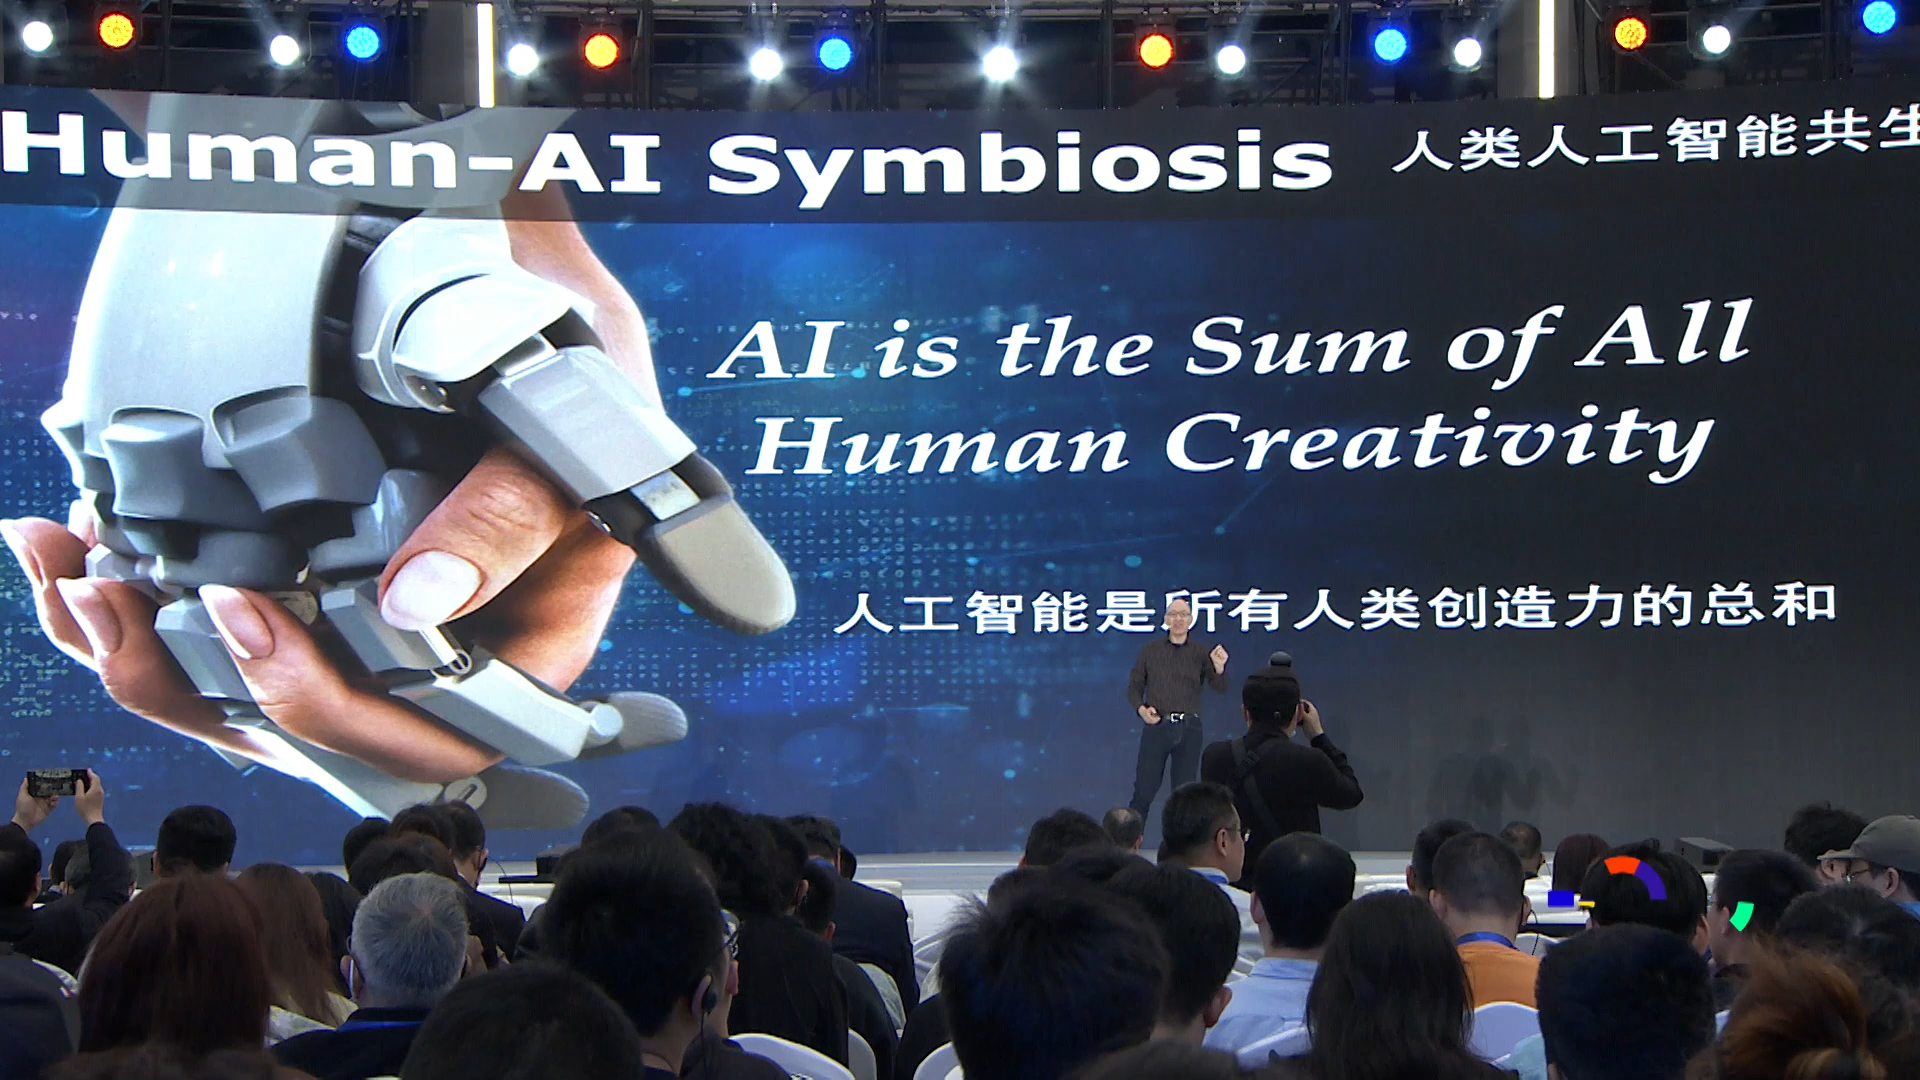 Human-AI Symbiosis 人类人工智能共生
AI is the Sum of All
Human Creativity
人工智能是所有人类创造力的总和